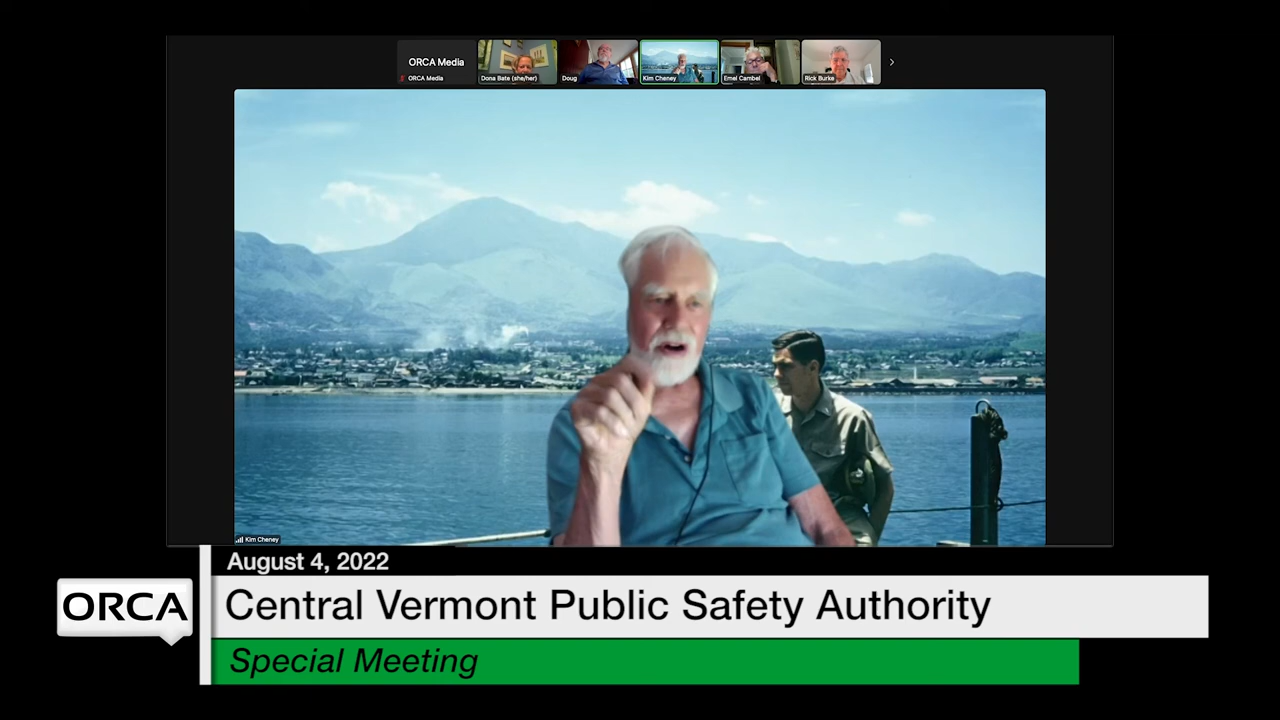 ORCA Media
ORCA Media
Dona Bate (she/her)
Doug
Kim Cheney
Emel Cambel
Rick Burke
Kim Cheney
August 4, 2022
ORCA
Central Vermont Public Safety Authority
Special Meeting